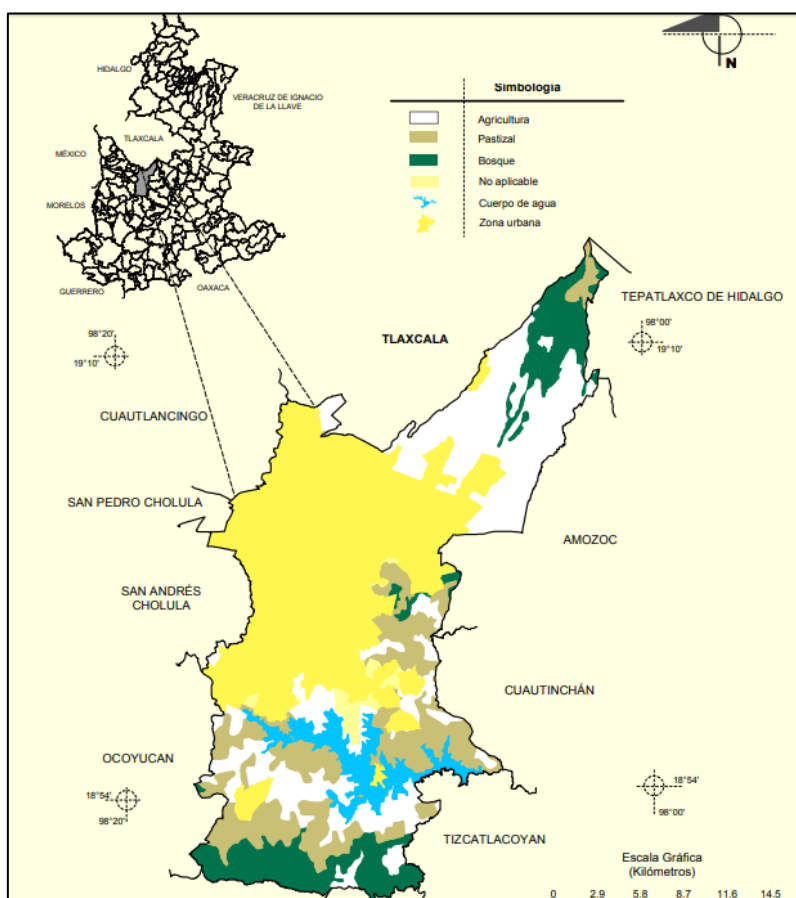 HIDALGO
VERACRUZ DE IGNACIO
DE LA LLAVE
TLAXCALA
MÉXICO
MORELOS
GUERRERO
OAXACA
N
Simbología
Agricultura
Pastizal
Bosque
No aplicable
Cuerpo de agua
Zona urbana
TEPATLAXCO DE HIDALGO
98°20'
19°10'
TLAXCALA
98°00'
19°10'
CUAUTLANCINGO
SAN PEDRO CHOLULA
AMOZOC
SAN ANDRÉS
CHOLULA
CUAUTINCHÁN
OCOYUCAN
18°54'
98°20'
18°54'
98°00'
TIZCATLACOYAN
Escala Gráfica
(Kilómetros)
0 2.9 5.8 8.7 11.6 14.5